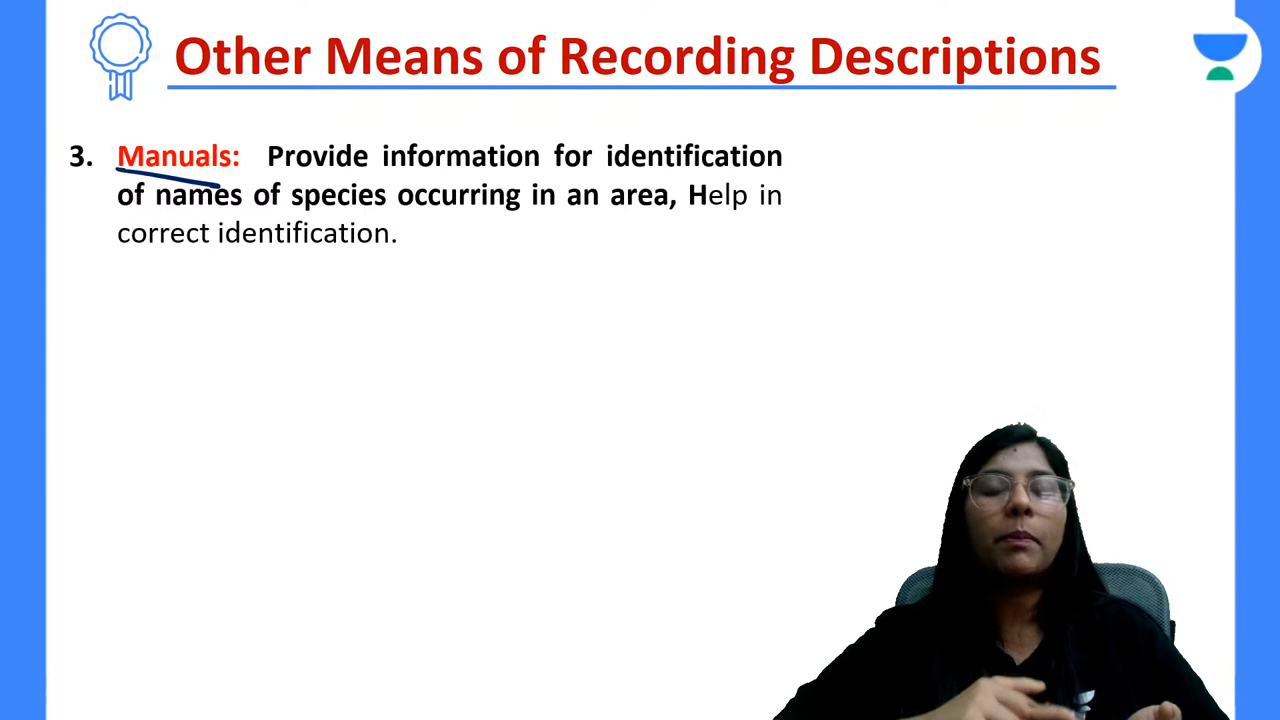 Other Means of Recording Descriptions
3. Manuals: Provide information for identification
of names of species occurring in an area, Help in
correct identification.